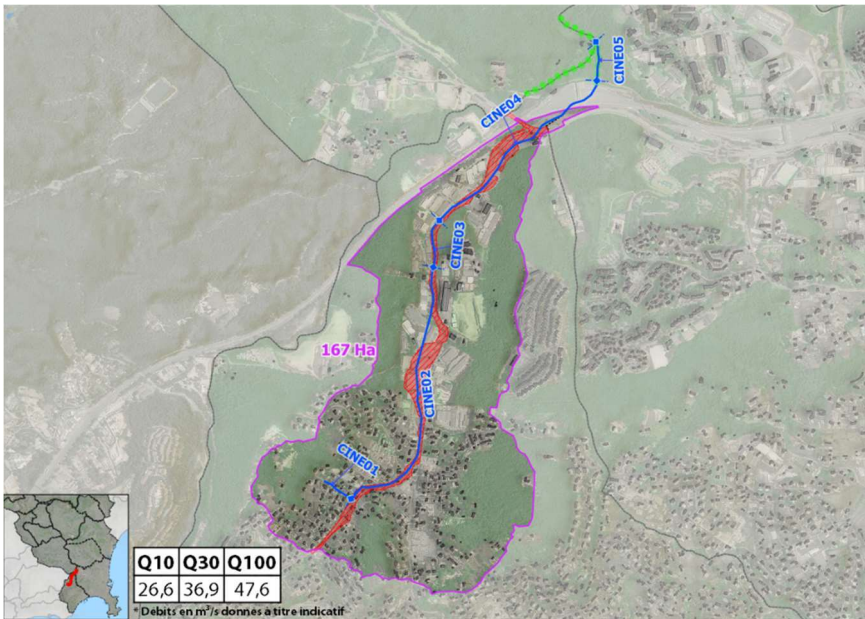 CINE05
CINE04
CINE03
167 Ha
CINE02
CINE01
Q10 Q30 Q100
26,6 36,9 47,6
* Debits en m³/s donnes a titre indicatif